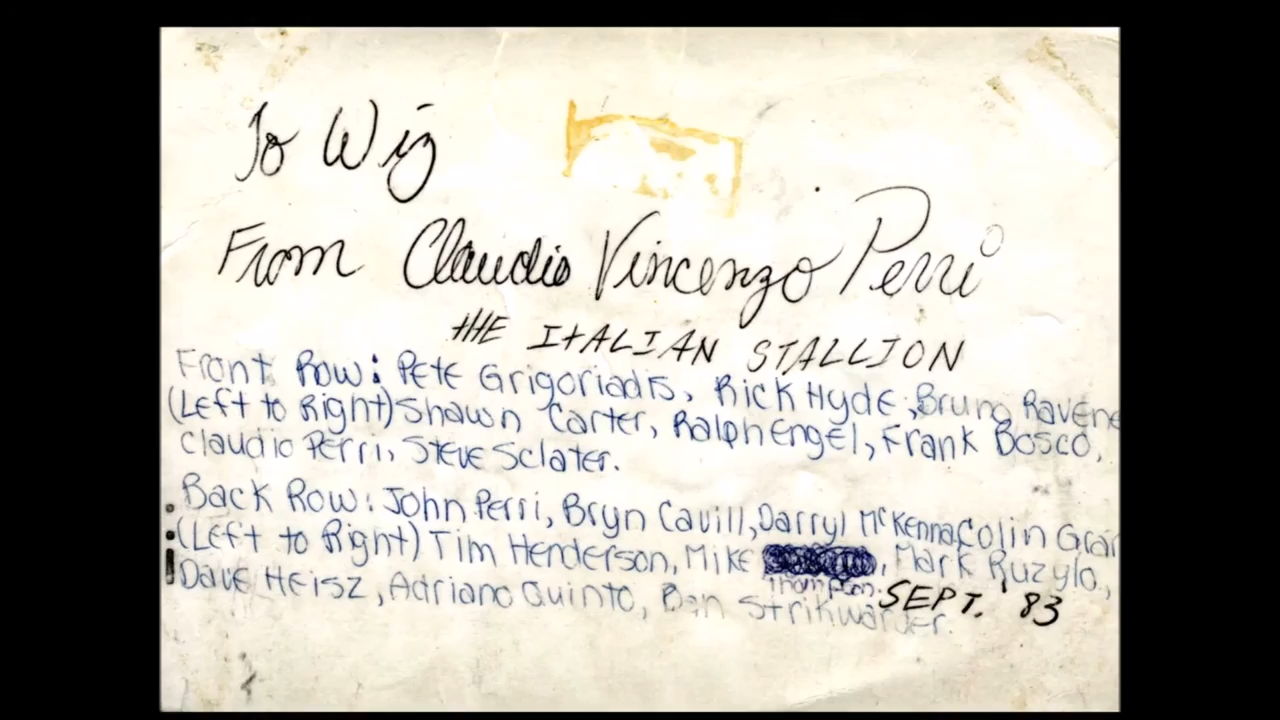 To Wiz
From Claudio Vincenzo Perri
tHE ItALIAN STALLION
Front Row: Pete Grigoriadis, Rick Hyde, Bruno Ravene
(Left to Right) Shawn Carter, Ralph Engel, Frank Bosco,
Claudio Perri, Steve Sclater.
Back Row: John Perri, Bryn Cavill, Darryl McKenna, Colin Gra
(Left to Right) Tim Henderson, Mike , Mark Ruzylo,
Thompson.
Dave Heisz, Adriano Quinto, Ben Strikwarder.
SEPT. '83